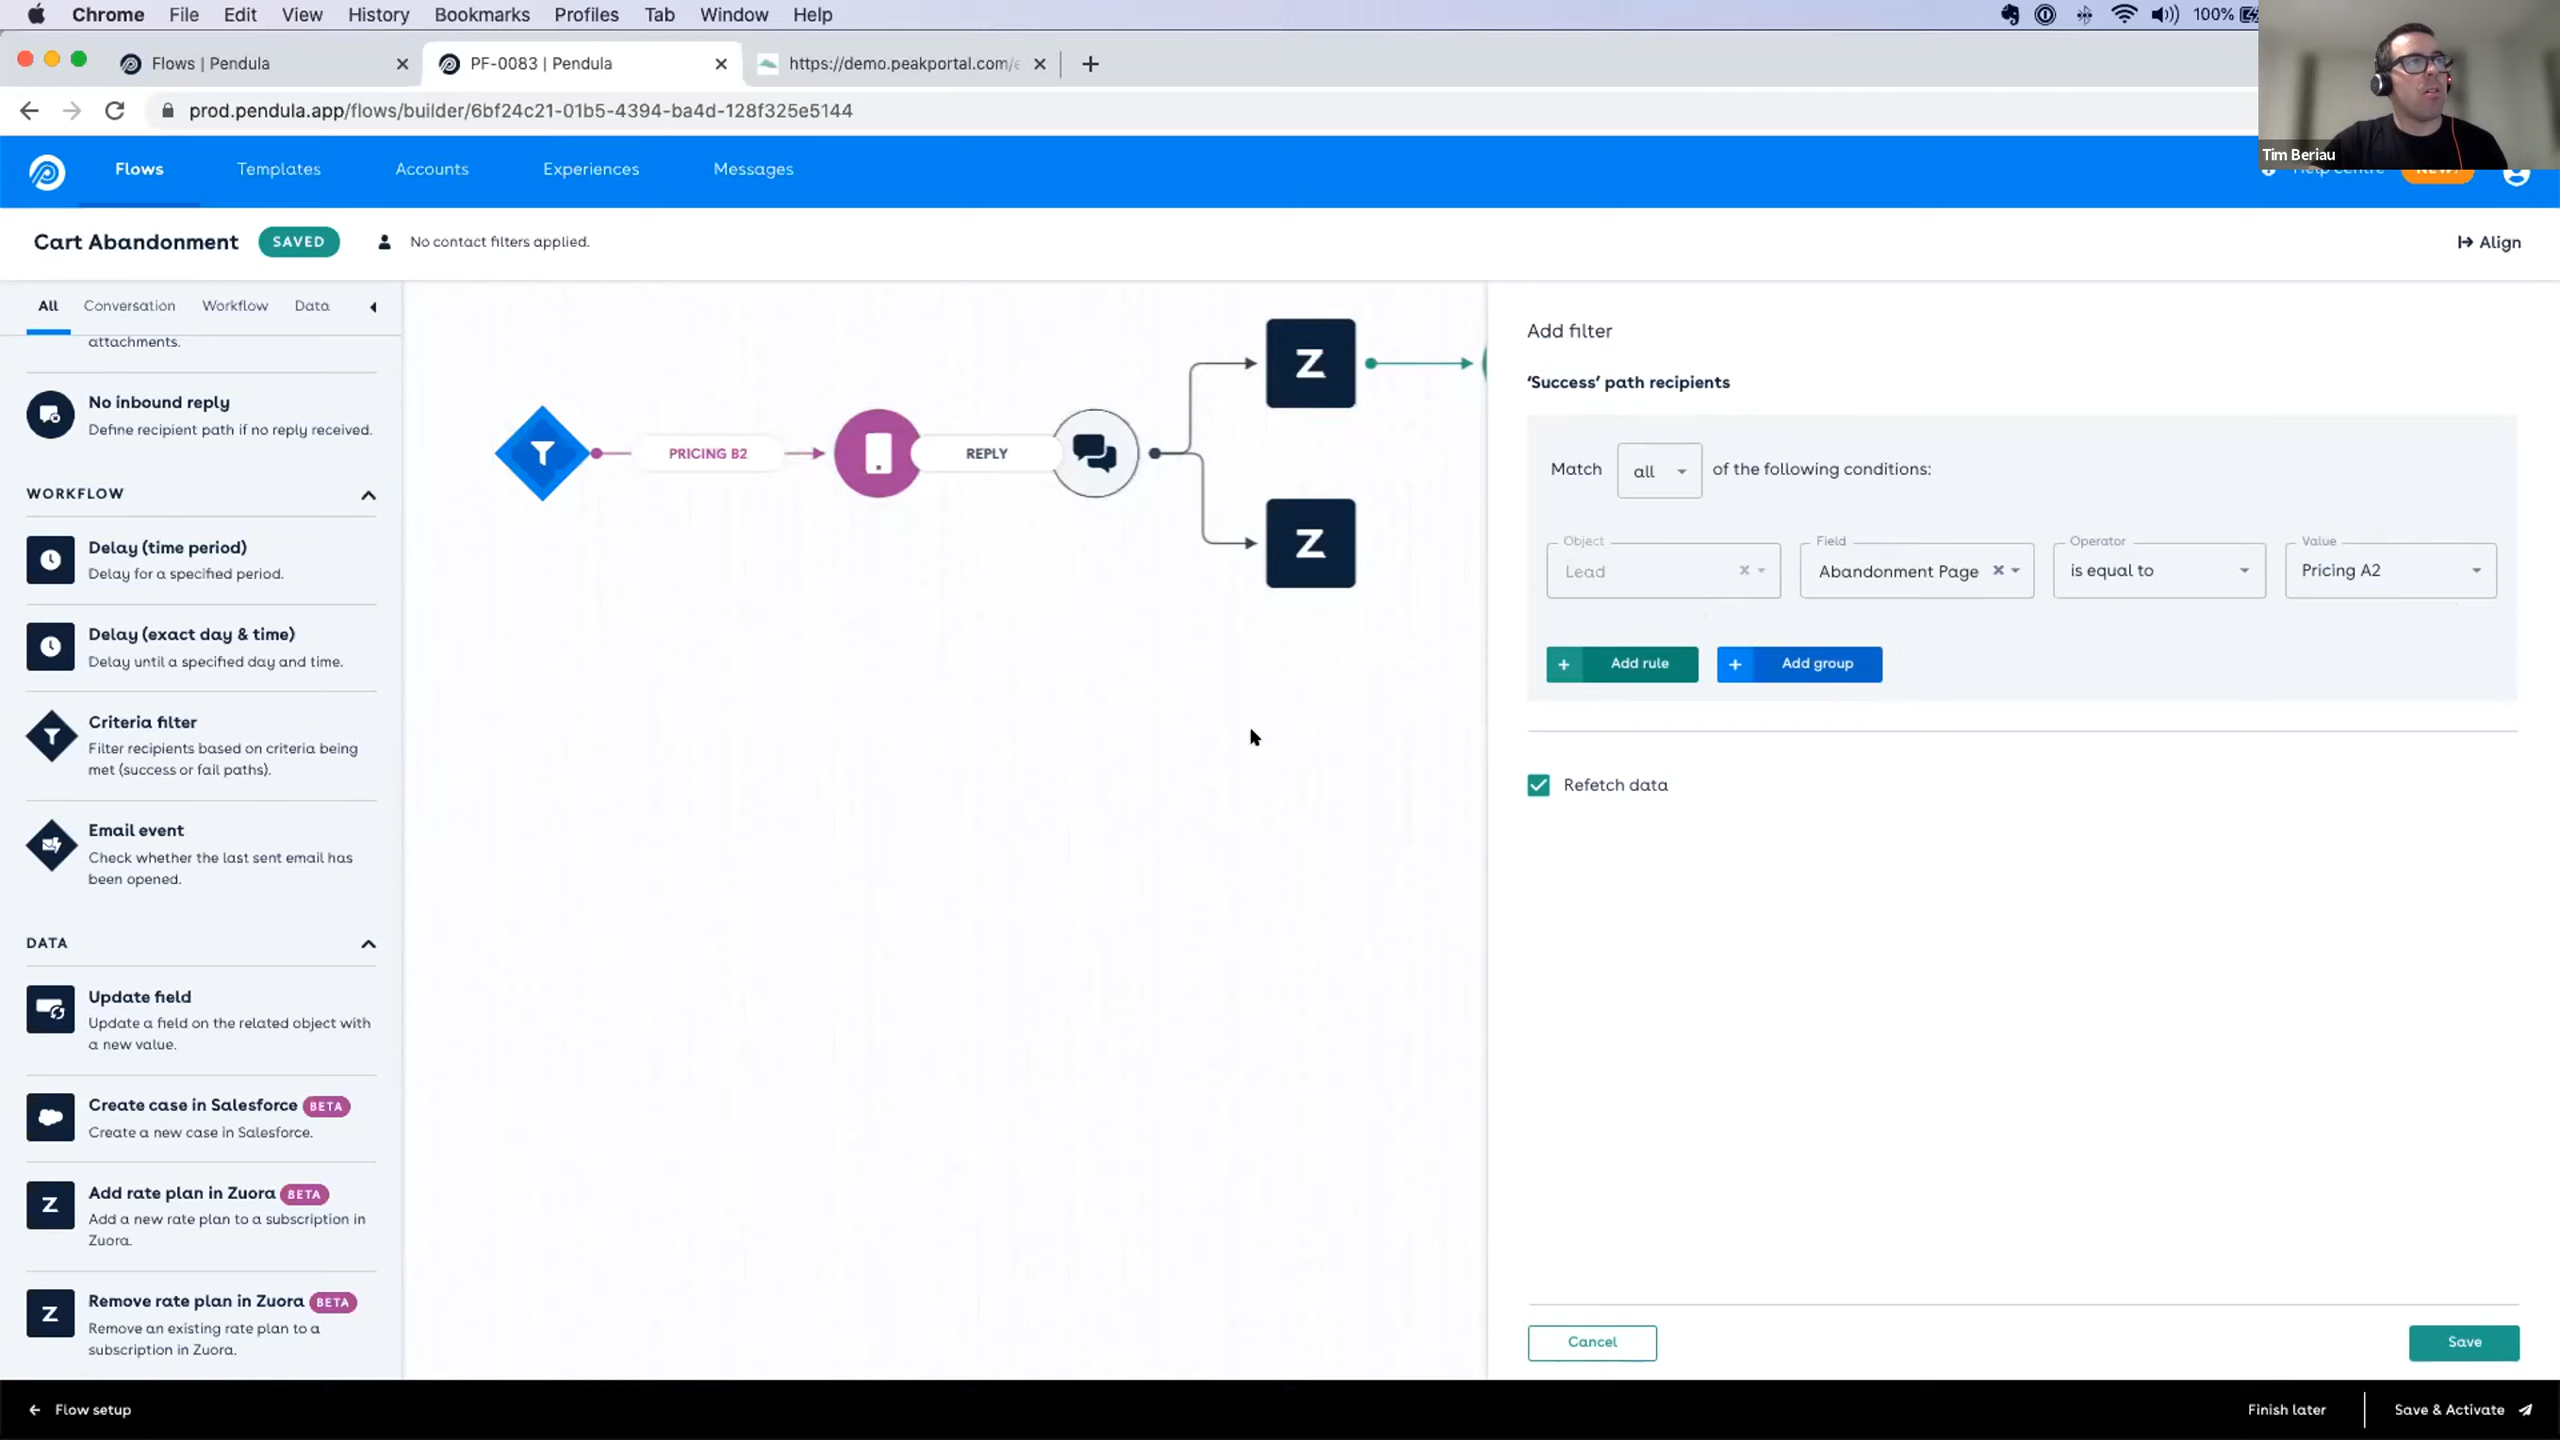 Chrome File Edit View History Bookmarks Profiles Tab Window Help 100%
Flows | Pendula
PF-0083 | Pendula
https://demo.peakportal.com/e
prod.pendula.app/flows/builder/6bf24c21-01b5-4394-ba4d-128f325e5144
Tim Beriau
Flows Templates Accounts Experiences Messages Help centre NEW!
Cart Abandonment SAVED No contact filters applied. Align
All Conversation Workflow Data
attachments.
No inbound reply
Define recipient path if no reply received.
WORKFLOW
Delay (time period)
Delay for a specified period.
Delay (exact day & time)
Delay until a specified day and time.
Criteria filter
Filter recipients based on criteria being
met (success or fail paths).
Email event
Check whether the last sent email has
been opened.
DATA
Update field
Update a field on the related object with
a new value.
Create case in Salesforce BETA
Create a new case in Salesforce.
Z
Add rate plan in Zuora BETA
Add a new rate plan to a subscription in
Zuora.
Z
Remove rate plan in Zuora BETA
Remove an existing rate plan to a
subscription in Zuora.
PRICING B2
REPLY
Z
Z
Add filter
‘Success’ path recipients
Match all of the following conditions:
Object Field Operator Value
Lead Abandonment Page is equal to Pricing A2
+ Add rule + Add group
Refetch data
Cancel Save
Flow setup Finish later Save & Activate